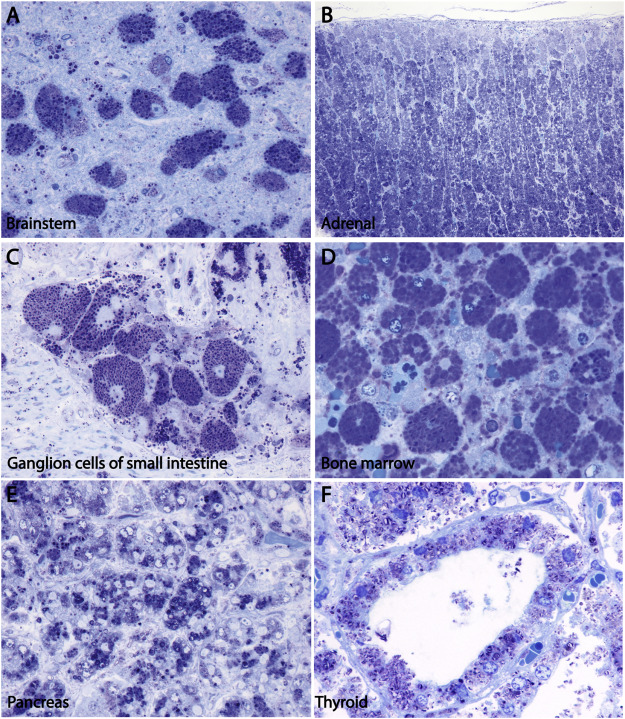 A
Brainstem
B
Adrenal
C
Ganglion cells of small intestine
D
Bone marrow
E
Pancreas
F
Thyroid